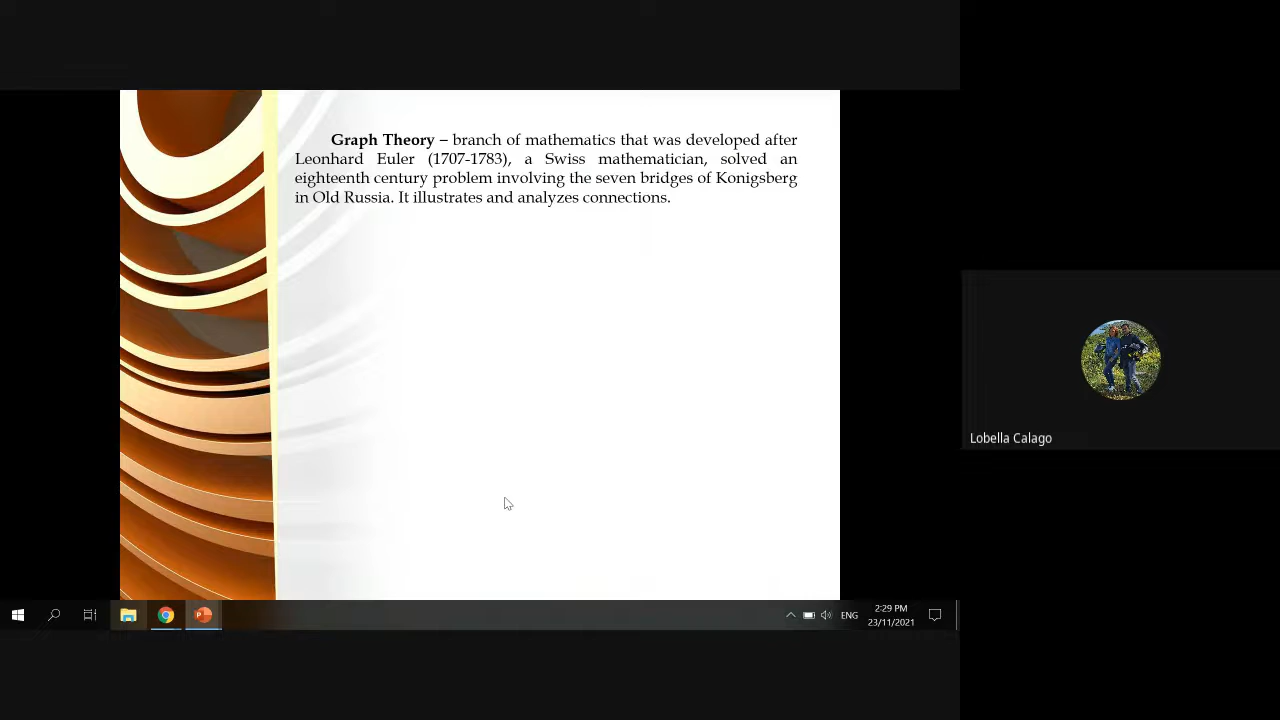 Graph Theory – branch of mathematics that was developed after
Leonhard Euler (1707-1783), a Swiss mathematician, solved an
eighteenth century problem involving the seven bridges of Konigsberg
in Old Russia. It illustrates and analyzes connections.
Lobella Calago
ENG
2:29 PM
23/11/2021